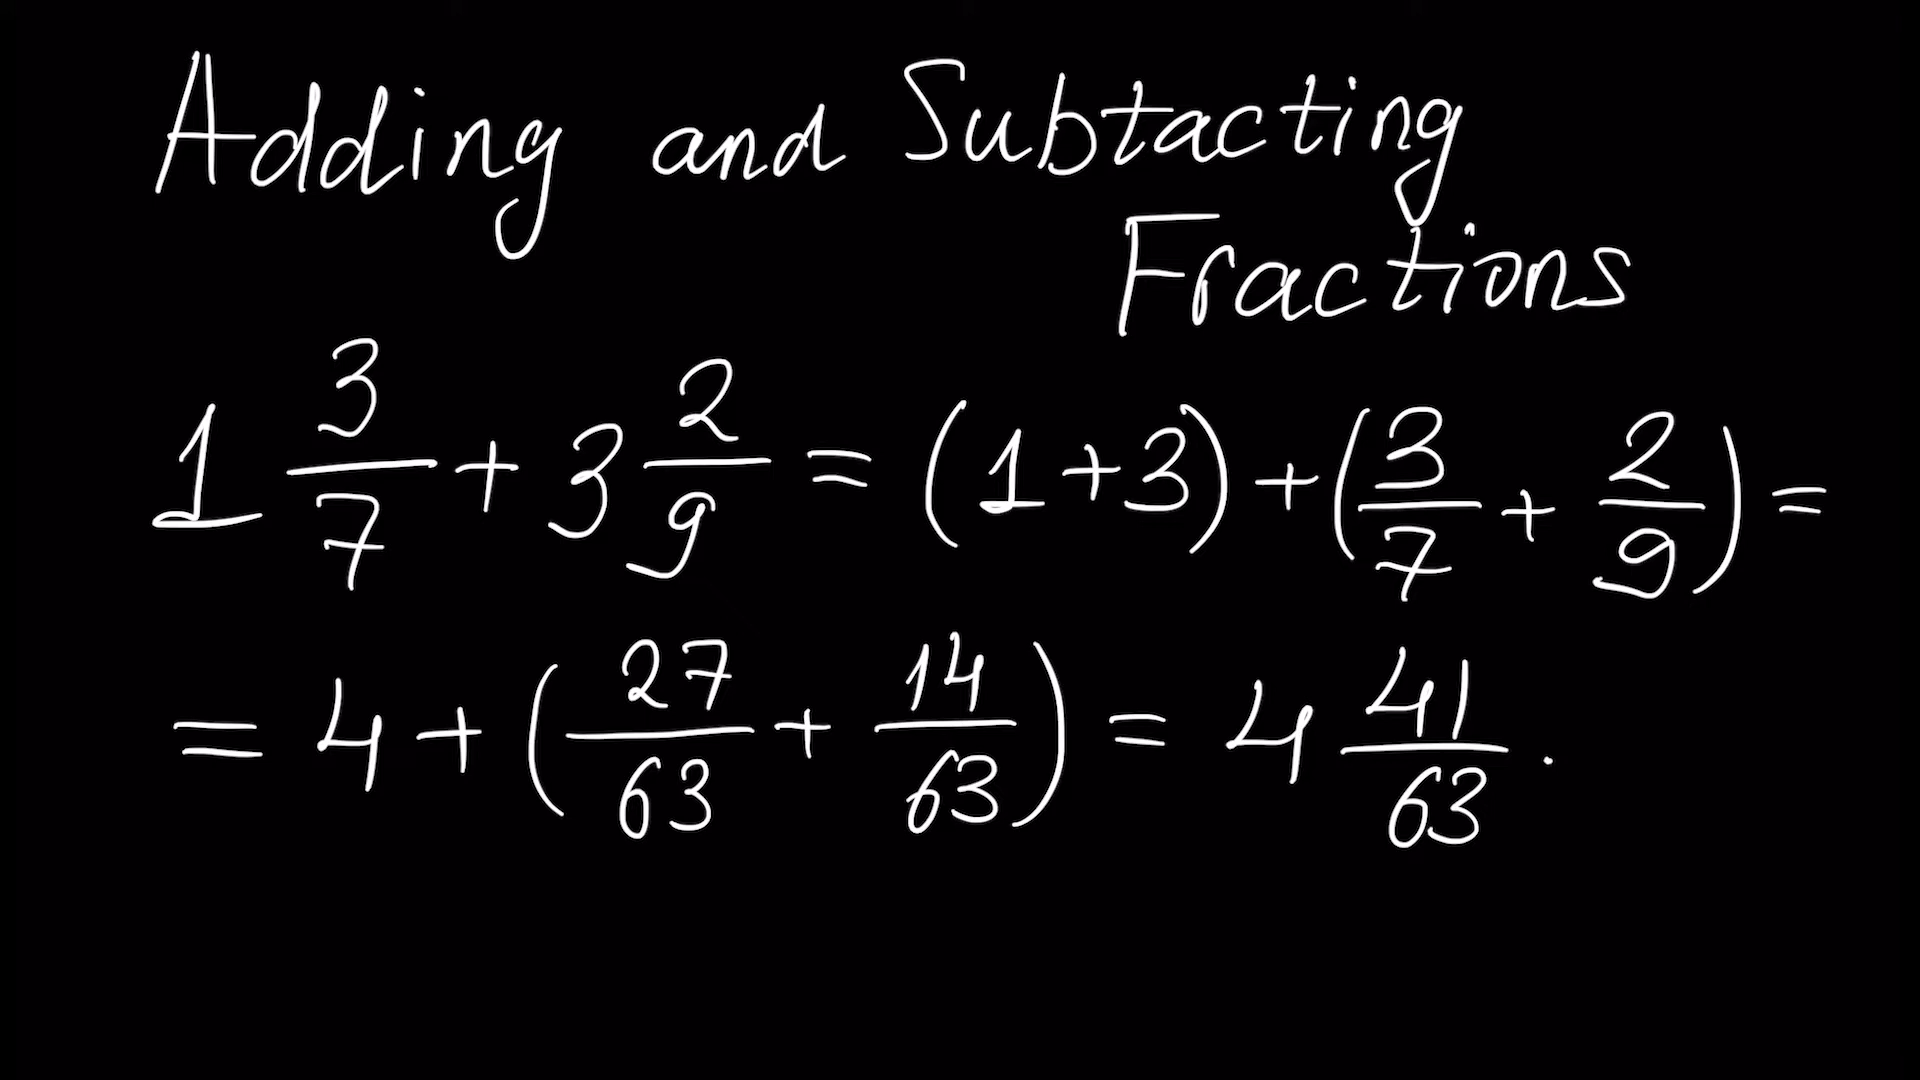 Adding and Subtacting
Fractions
1 3/7 + 3 2/9 = (1+3) + (3/7 + 2/9) =
= 4 + (27/63 + 14/63) = 4 41/63.